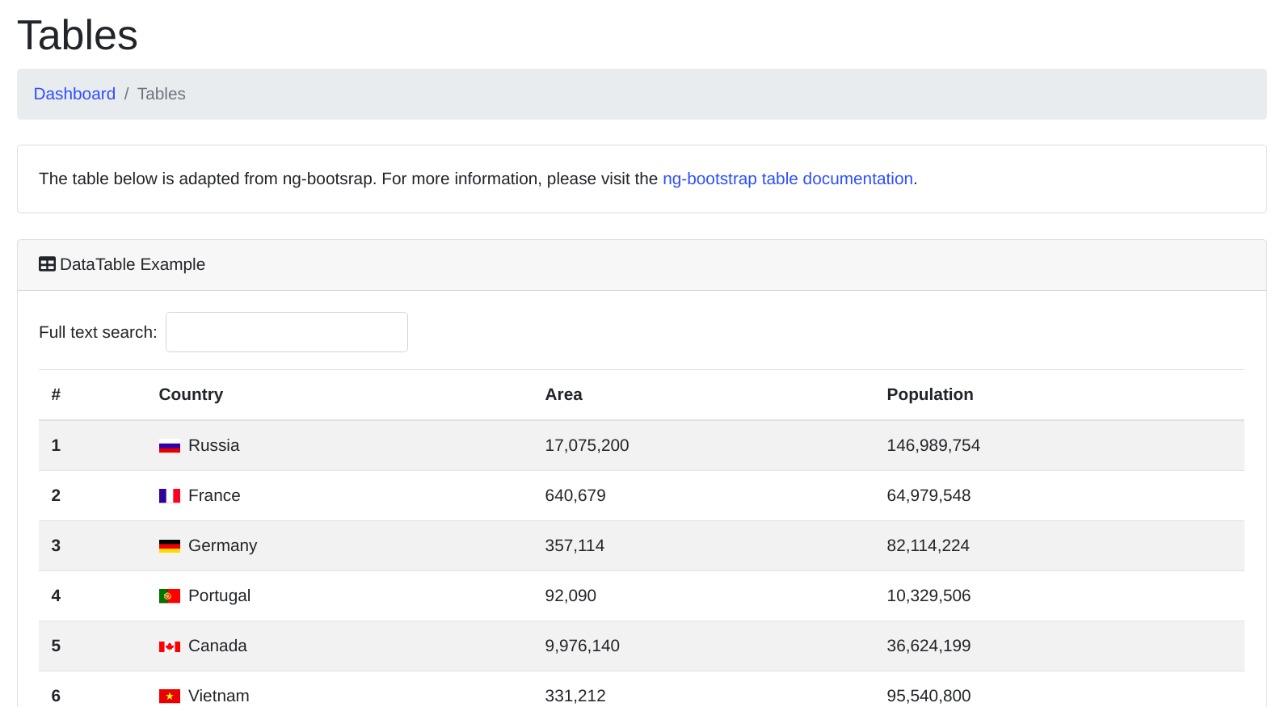 Tables
Dashboard / Tables
The table below is adapted from ng-bootsrap. For more information, please visit the ng-bootstrap table documentation.
DataTable Example
Full text search:
# Country Area Population
1 Russia 17,075,200 146,989,754
2 France 640,679 64,979,548
3 Germany 357,114 82,114,224
4 Portugal 92,090 10,329,506
5 Canada 9,976,140 36,624,199
6 Vietnam 331,212 95,540,800